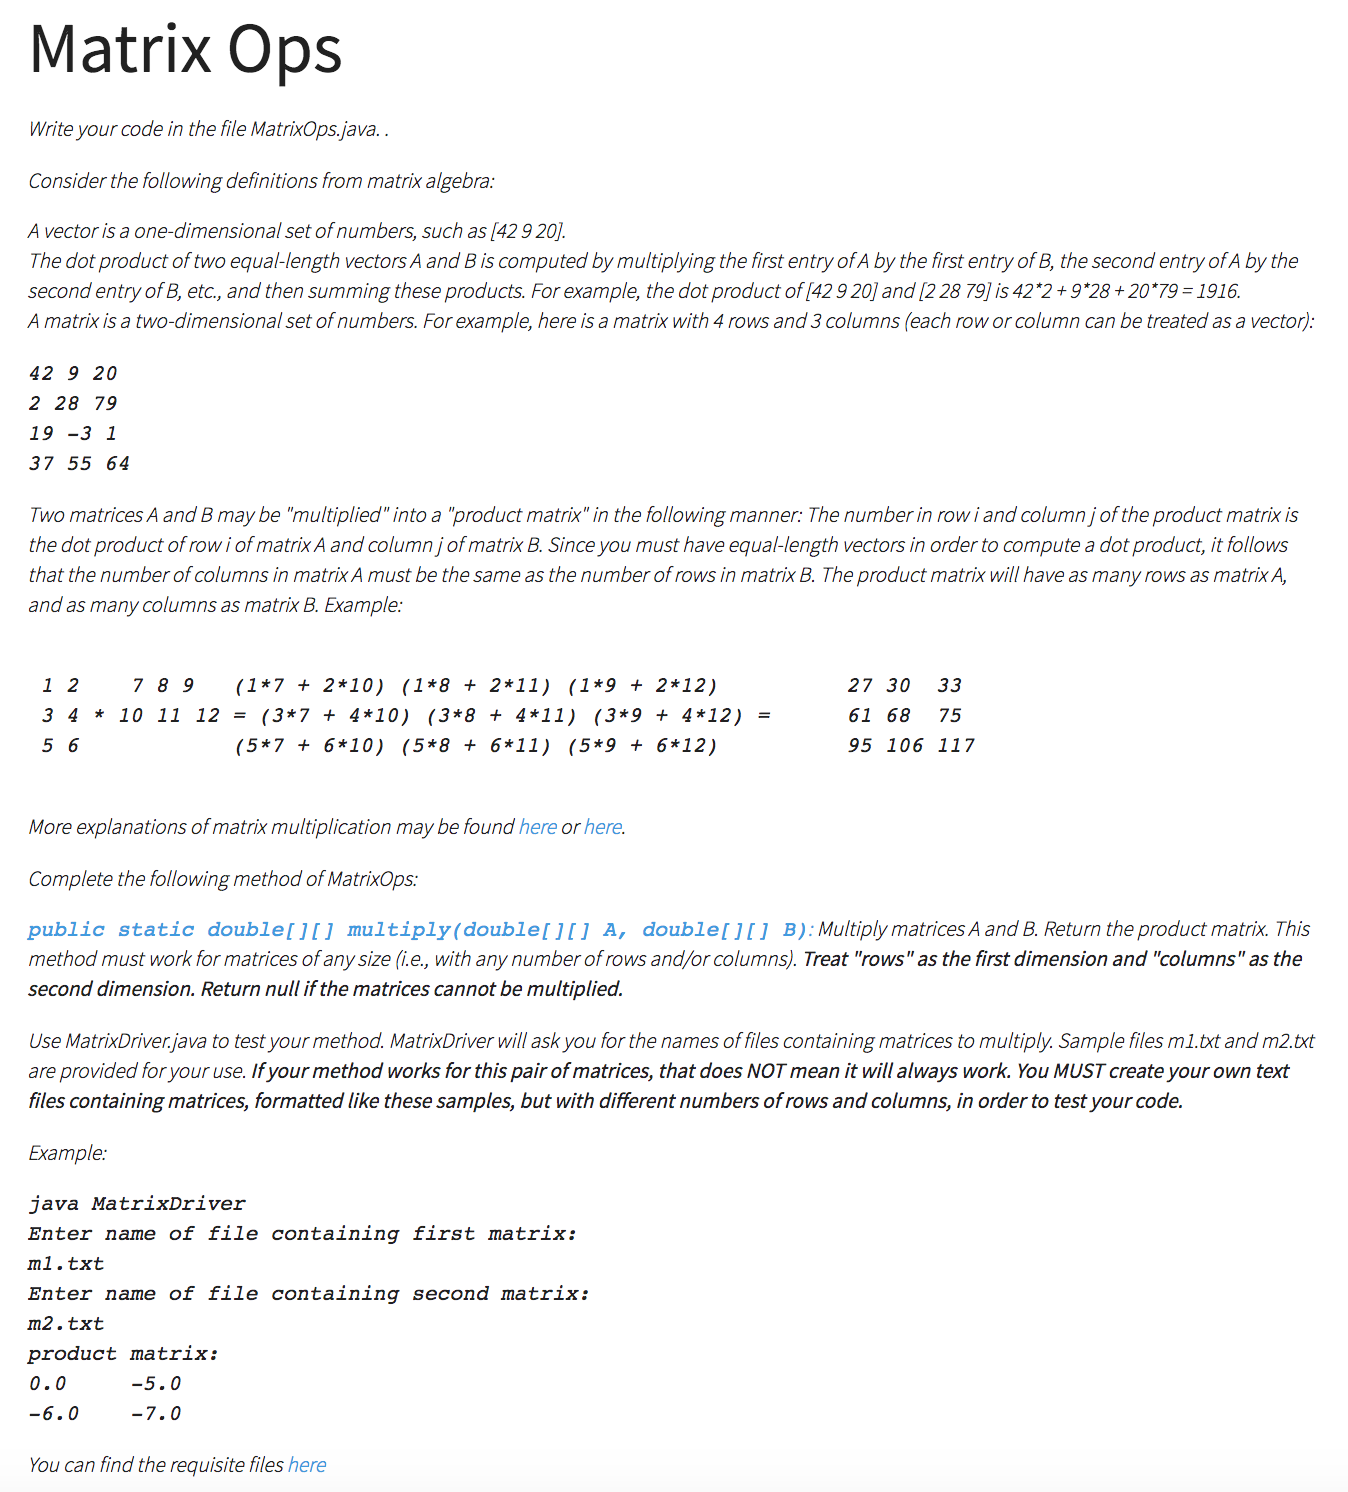 Matrix Ops
Write your code in the file MatrixOps.java. .
Consider the following definitions from matrix algebra:
A vector is a one-dimensional set of numbers, such as [42 9 20].
The dot product of two equal-length vectors A and B is computed by multiplying the first entry of A by the first entry of B, the second entry of A by the
second entry of B, etc., and then summing these products. For example, the dot product of [42 9 20] and [2 28 79] is 42*2 + 9*28 + 20*79 = 1916.
A matrix is a two-dimensional set of numbers. For example, here is a matrix with 4 rows and 3 columns (each row or column can be treated as a vector):
42 9 20
2 28 79
19 -3 1
37 55 64
Two matrices A and B may be "multiplied" into a "product matrix" in the following manner: The number in row i and column j of the product matrix is
the dot product of row i of matrix A and column j of matrix B. Since you must have equal-length vectors in order to compute a dot product, it follows
that the number of columns in matrix A must be the same as the number of rows in matrix B. The product matrix will have as many rows as matrix A,
and as many columns as matrix B. Example:
1 2    7 8 9   (1*7 + 2*10) (1*8 + 2*11) (1*9 + 2*12)          27 30  33
3 4 * 10 11 12 = (3*7 + 4*10) (3*8 + 4*11) (3*9 + 4*12) =      61 68  75
5 6            (5*7 + 6*10) (5*8 + 6*11) (5*9 + 6*12)          95 106 117
More explanations of matrix multiplication may be found here or here.
Complete the following method of MatrixOps:
public static double[][] multiply(double[][] A, double[][] B): Multiply matrices A and B. Return the product matrix. This
method must work for matrices of any size (i.e., with any number of rows and/or columns). Treat "rows" as the first dimension and "columns" as the
second dimension. Return null if the matrices cannot be multiplied.
Use MatrixDriver.java to test your method. MatrixDriver will ask you for the names of files containing matrices to multiply. Sample files m1.txt and m2.txt
are provided for your use. If your method works for this pair of matrices, that does NOT mean it will always work. You MUST create your own text
files containing matrices, formatted like these samples, but with different numbers of rows and columns, in order to test your code.
Example:
java MatrixDriver
Enter name of file containing first matrix:
m1.txt
Enter name of file containing second matrix:
m2.txt
product matrix:
0.0     -5.0
-6.0    -7.0
You can find the requisite files here